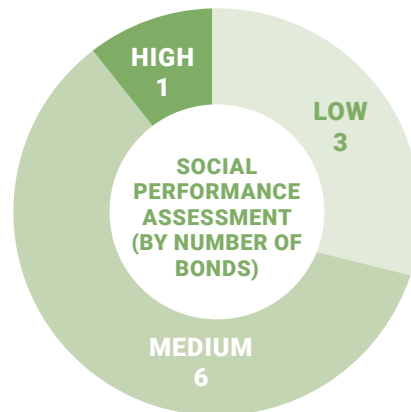 HIGH
1
LOW
3
SOCIAL
PERFORMANCE
ASSESSMENT
(BY NUMBER OF
BONDS)
MEDIUM
6